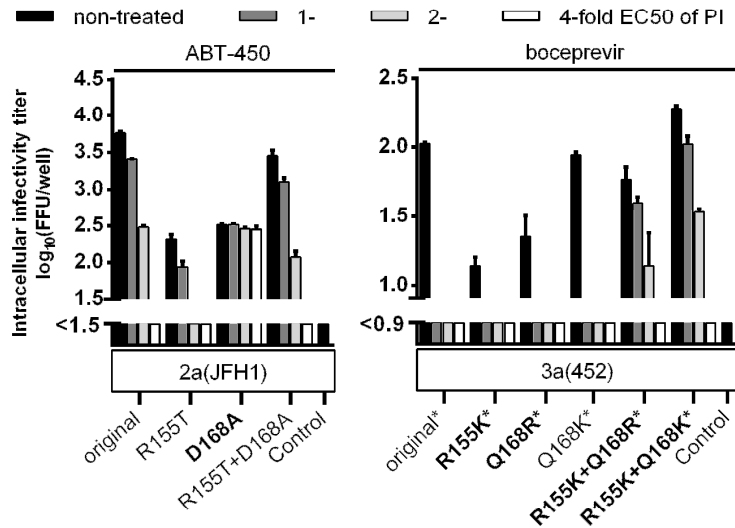 non-treated 1- 2- 4-fold EC50 of PI
ABT-450
boceprevir
Intracellular infectivity titer
log₁₀(FFU/well)
4.5
4.0
3.5
3.0
2.5
2.0
1.5
<1.5
2.5
2.0
1.5
1.0
<0.9
2a(JFH1)
3a(452)
original*
R155T
D168A
R155T+D168A
Control
original*
R155K*
Q168R*
Q168K*
R155K+Q168R*
R155K+Q168K*
Control